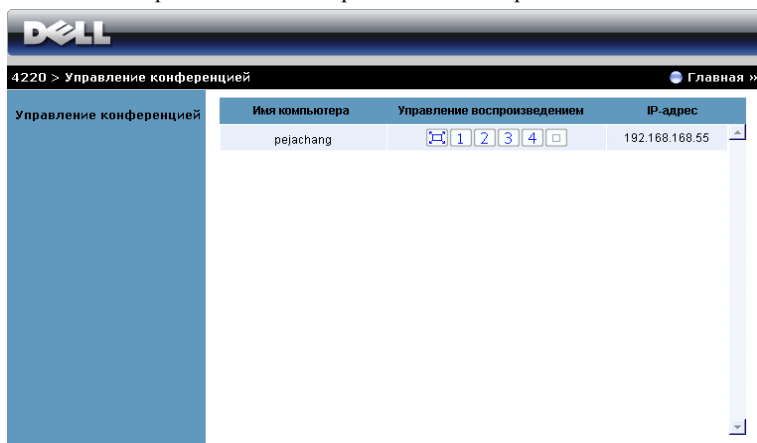 DELL
4220 > Управление конференцией
Главная »
Управление конференцией
Имя компьютера Управление воспроизведением IP-адрес
pejachang 1 2 3 4 192.168.168.55